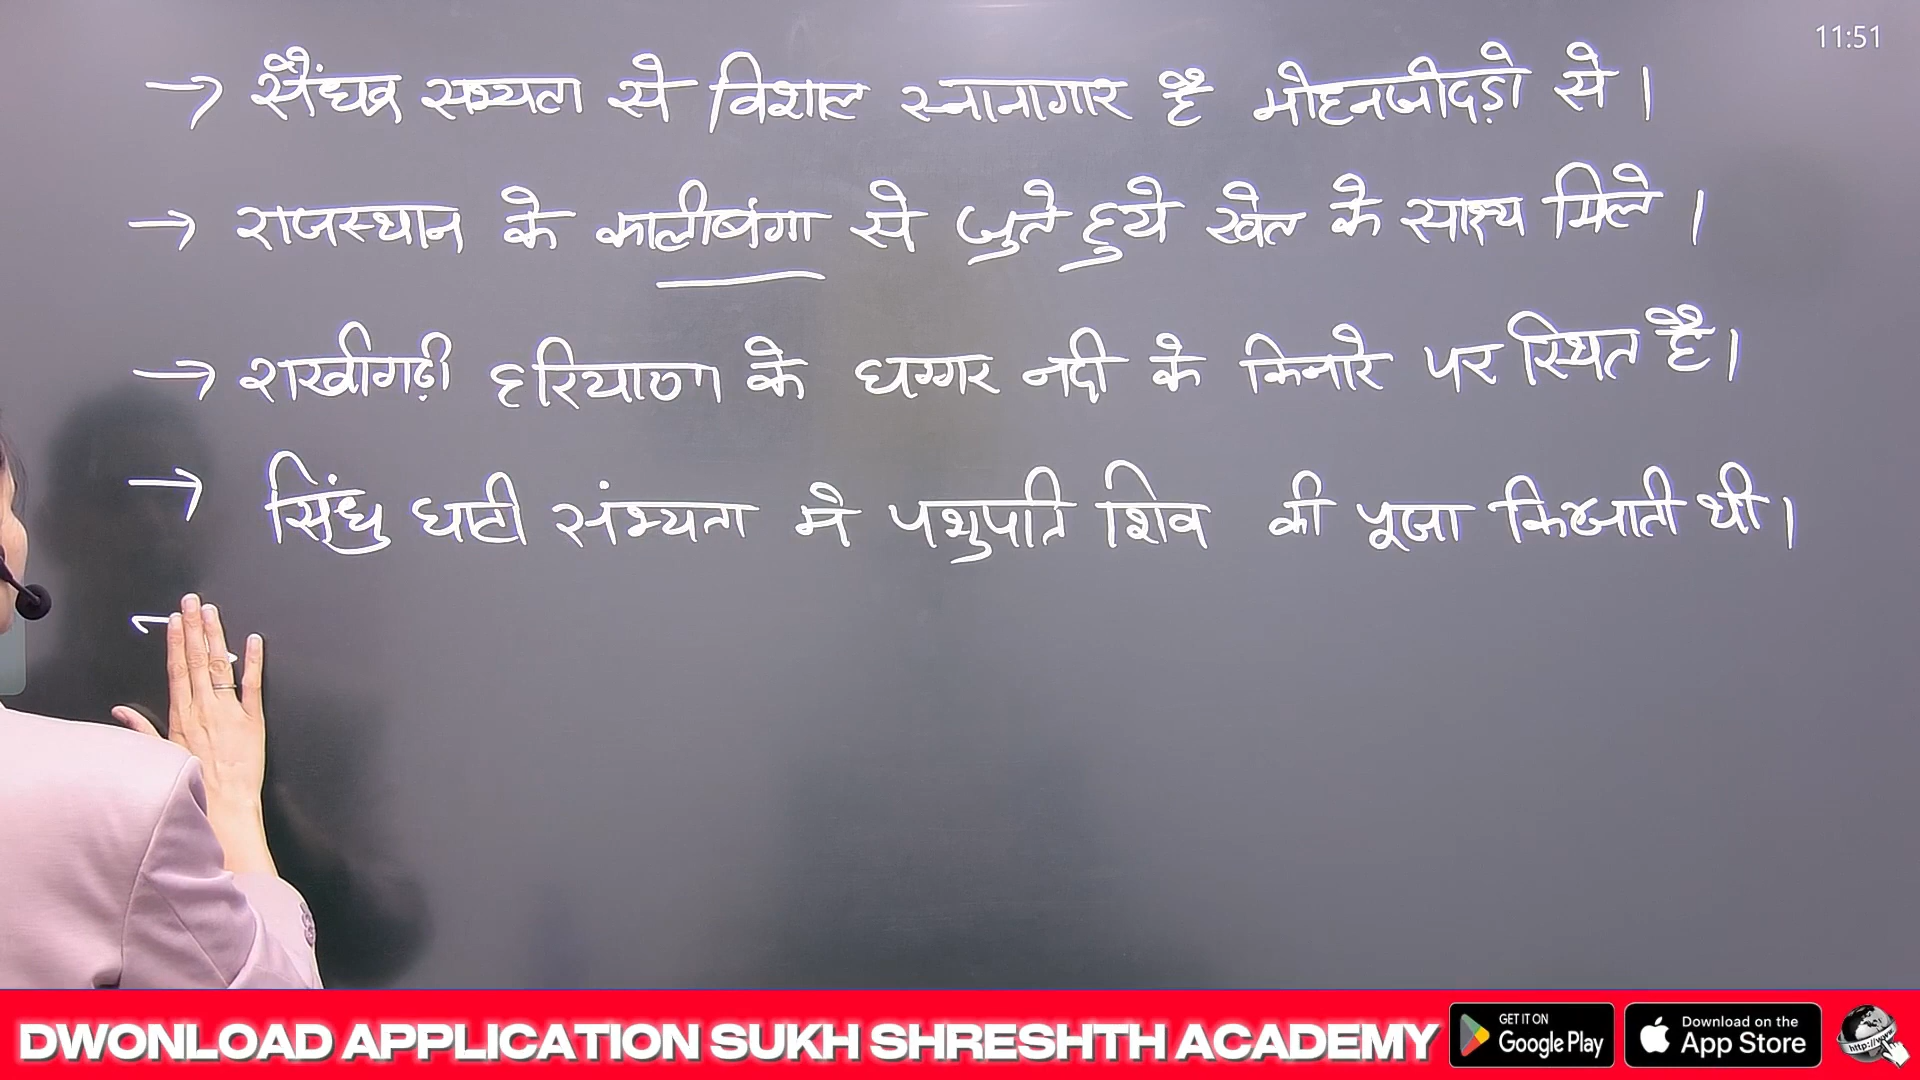 11:51
→ सैंधव सभ्यता से विशाल स्नानागार है मोहनजोदड़ो से।
→ राजस्थान के कालीबंगा से जुते हुये खेत के साक्ष्य मिले।
→ राखीगढ़ी हरियाणा के घग्गर नदी के किनारे पर स्थित है।
→ सिंधु घाटी संभ्यता मे पशुपति शिव की पूजा कि जाती थी।
DWONLOAD APPLICATION SUKH SHRESHTH ACADEMY
GET IT ON
Google Play
Download on the
App Store